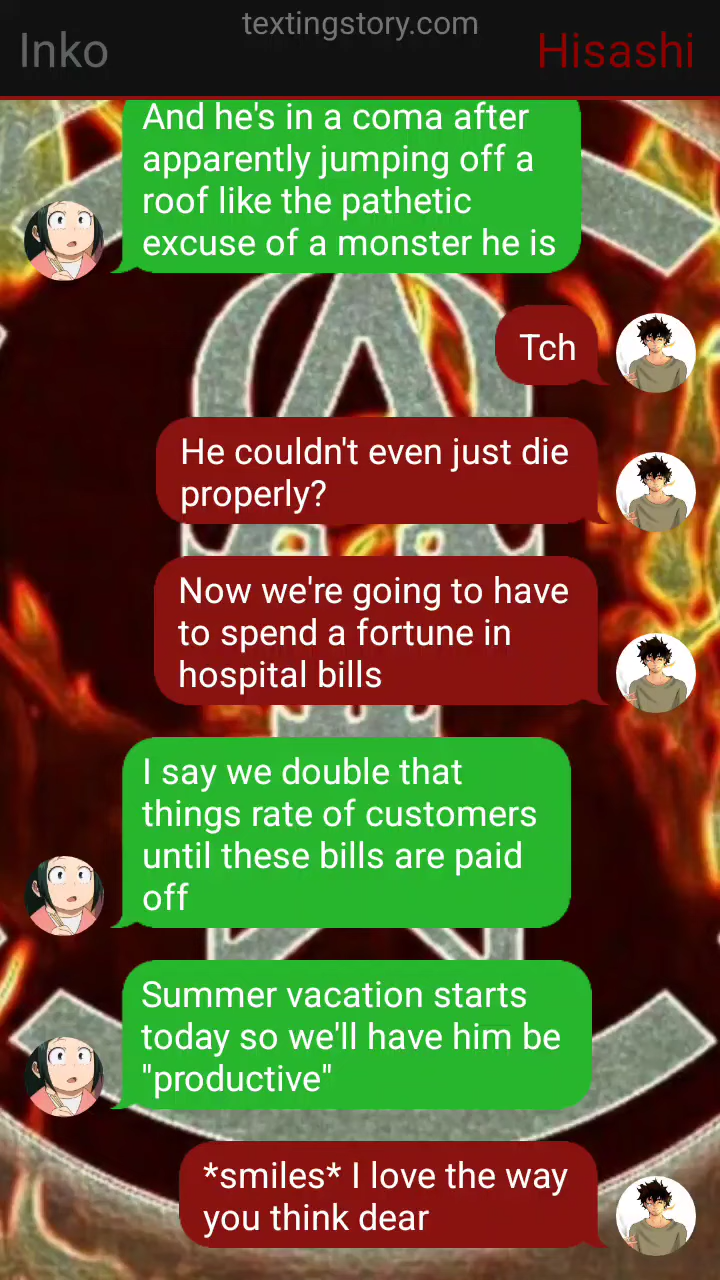 textingstory.com
Inko
Hisashi
And he's in a coma after
apparently jumping off a
roof like the pathetic
excuse of a monster he is
Tch
He couldn't even just die
properly?
Now we're going to have
to spend a fortune in
hospital bills
I say we double that
things rate of customers
until these bills are paid
off
Summer vacation starts
today so we'll have him be
"productive"
*smiles* I love the way
you think dear